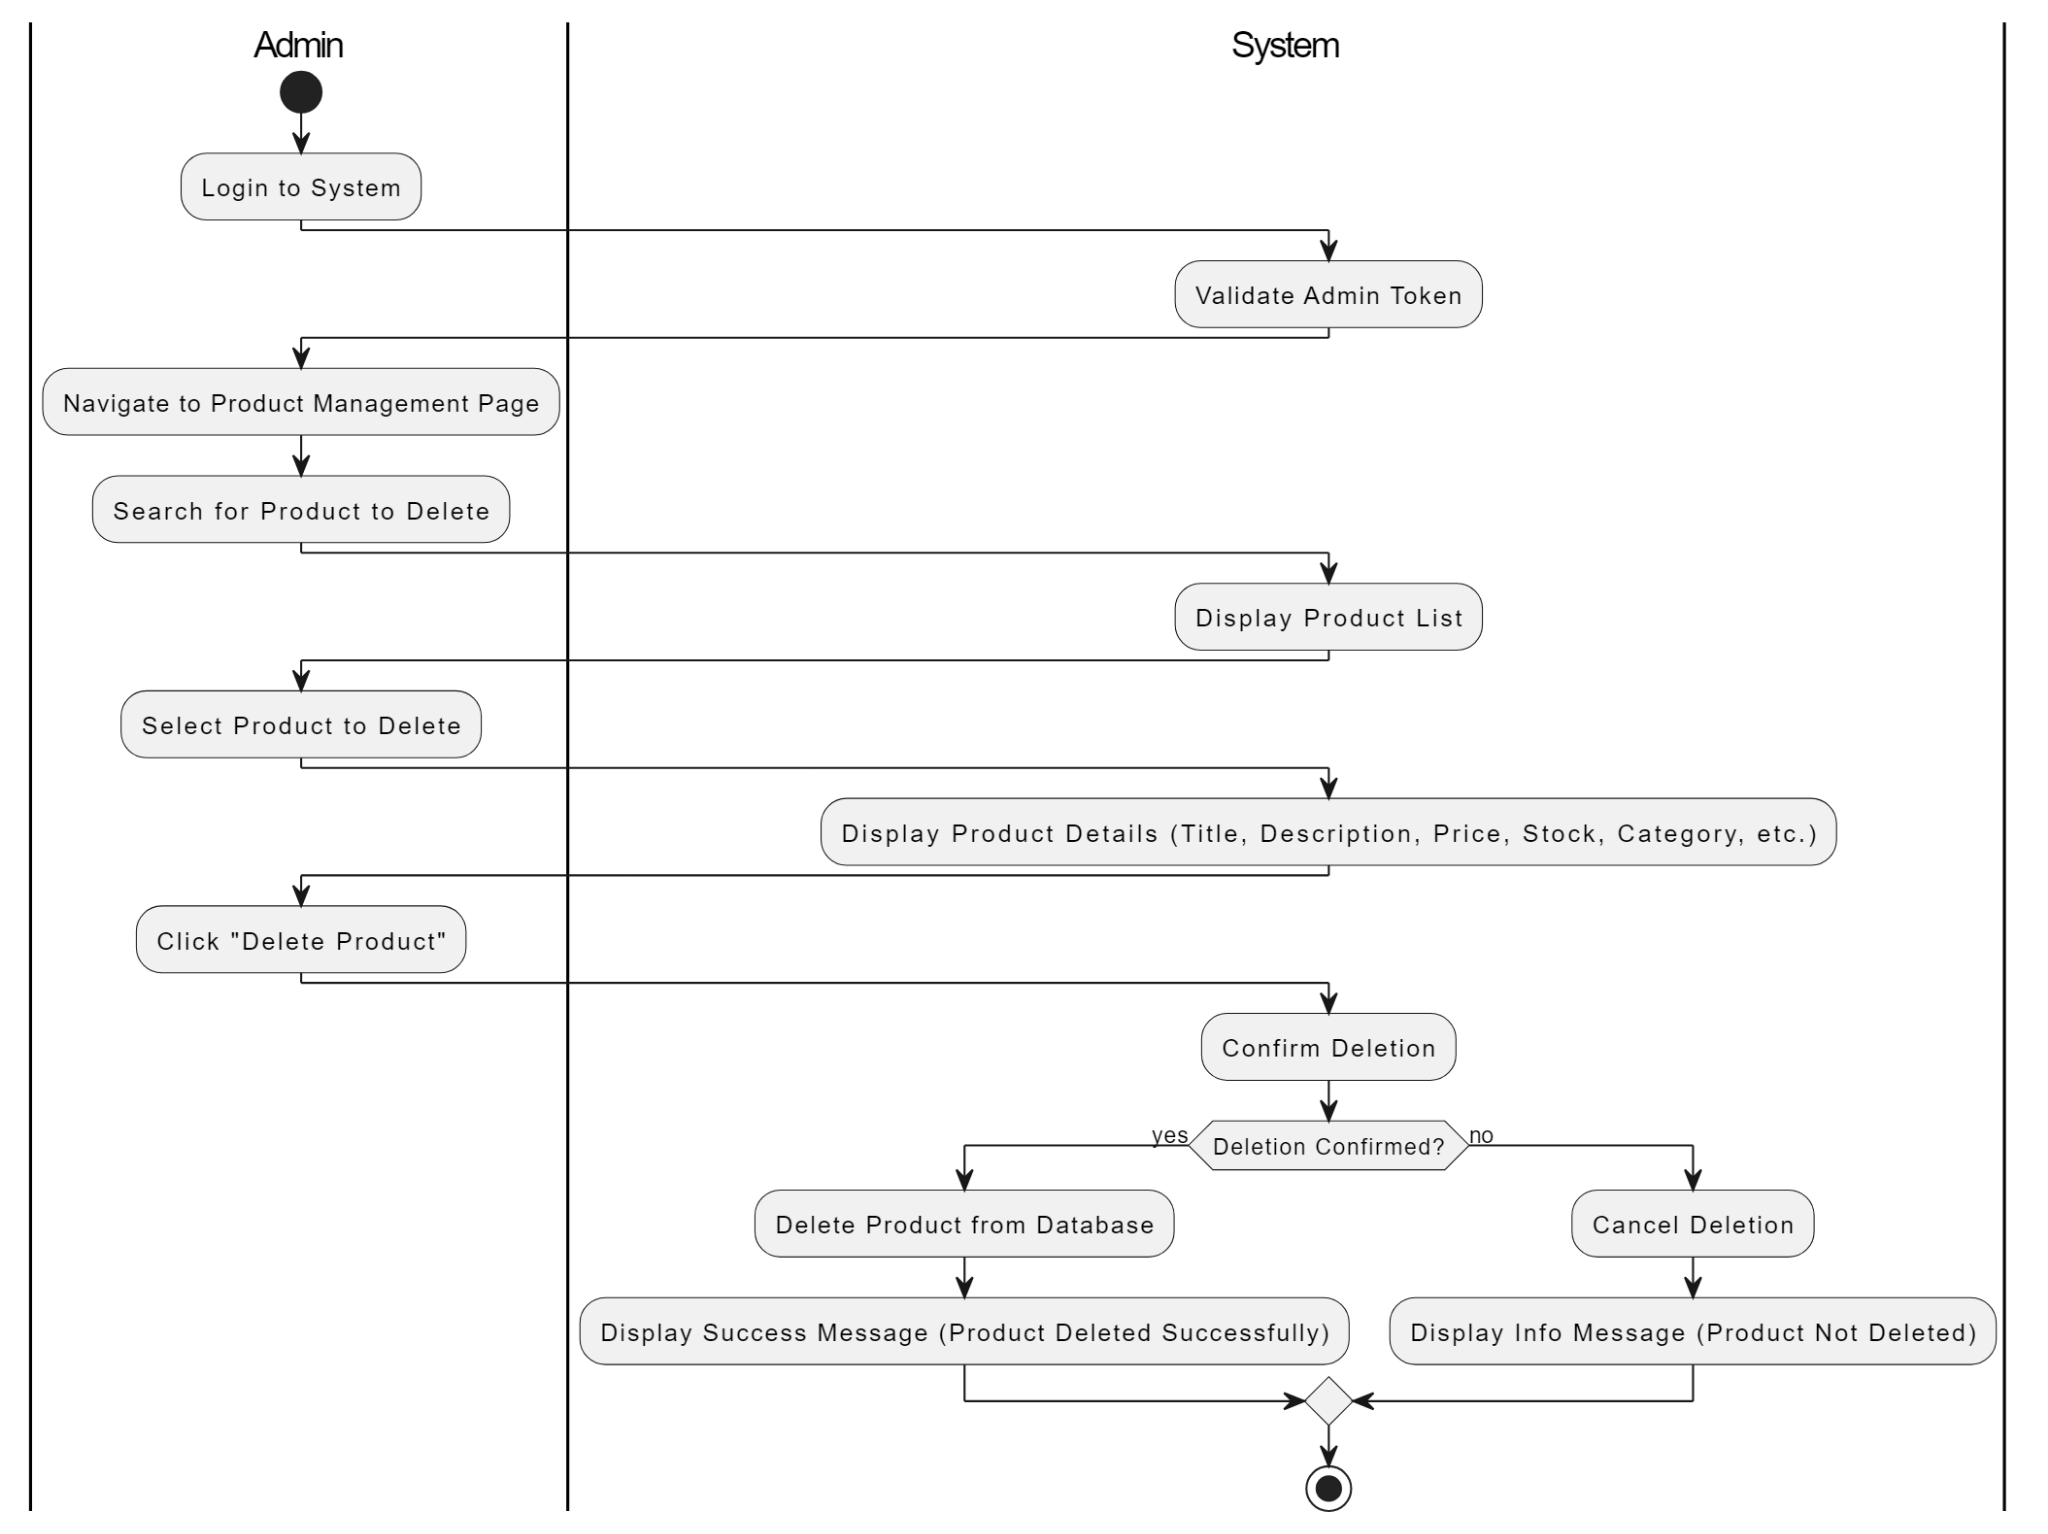 Admin
System
Login to System
Validate Admin Token
Navigate to Product Management Page
Search for Product to Delete
Display Product List
Select Product to Delete
Display Product Details (Title, Description, Price, Stock, Category, etc.)
Click "Delete Product"
Confirm Deletion
yes
Deletion Confirmed?
no
Delete Product from Database
Cancel Deletion
Display Success Message (Product Deleted Successfully)
Display Info Message (Product Not Deleted)